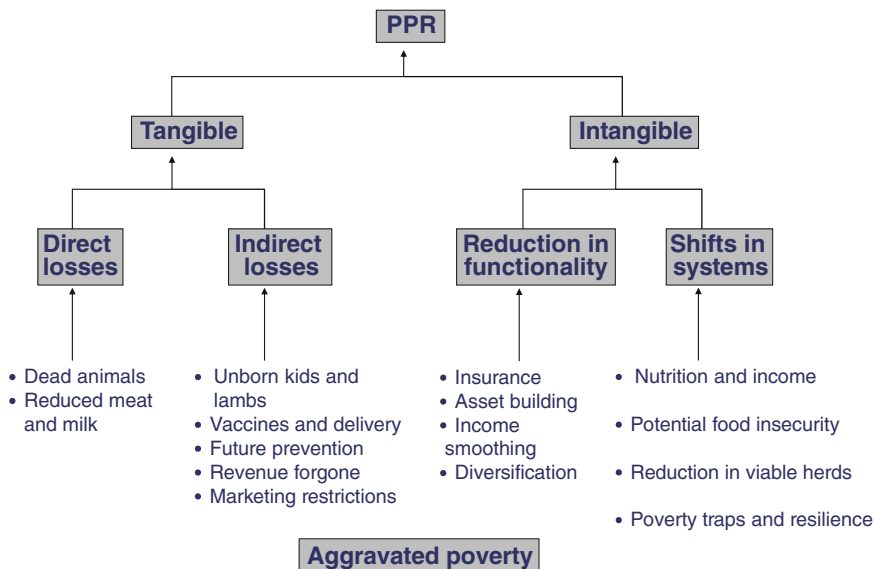 PPR
Tangible
Intangible
Direct
losses
Indirect
losses
Reduction in
functionality
Shifts in
systems
• Dead animals
• Reduced meat
and milk
• Unborn kids and
lambs
• Vaccines and delivery
• Future prevention
• Revenue forgone
• Marketing restrictions
• Insurance
• Asset building
• Income
smoothing
• Diversification
• Nutrition and income
• Potential food insecurity
• Reduction in viable herds
• Poverty traps and resilience
Aggravated poverty